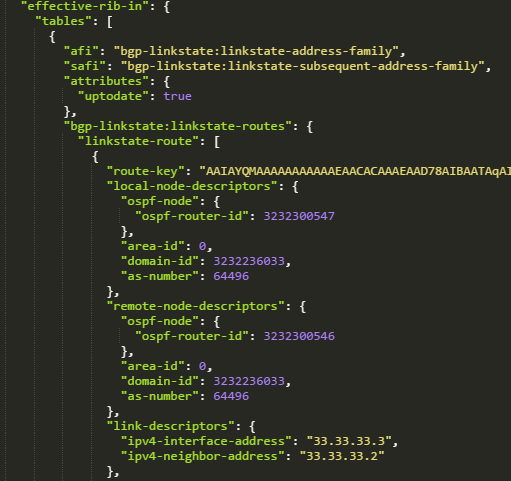 "effective-rib-in": {
"tables": [
{
"afi": "bgp-linkstate:linkstate-address-family",
"safi": "bgp-linkstate:linkstate-subsequent-address-family",
"attributes": {
"uptodate": true
},
"bgp-linkstate:linkstate-routes": {
"linkstate-route": [
{
"route-key": "AAIAYQMAAAAAAAAAAAEAACACAAAEAAD78AIBAATAqAI
"local-node-descriptors": {
"ospf-node": {
"ospf-router-id": 3232300547
},
"area-id": 0,
"domain-id": 3232236033,
"as-number": 64496
},
"remote-node-descriptors": {
"ospf-node": {
"ospf-router-id": 3232300546
},
"area-id": 0,
"domain-id": 3232236033,
"as-number": 64496
},
"link-descriptors": {
"ipv4-interface-address": "33.33.33.3",
"ipv4-neighbor-address": "33.33.33.2"
},